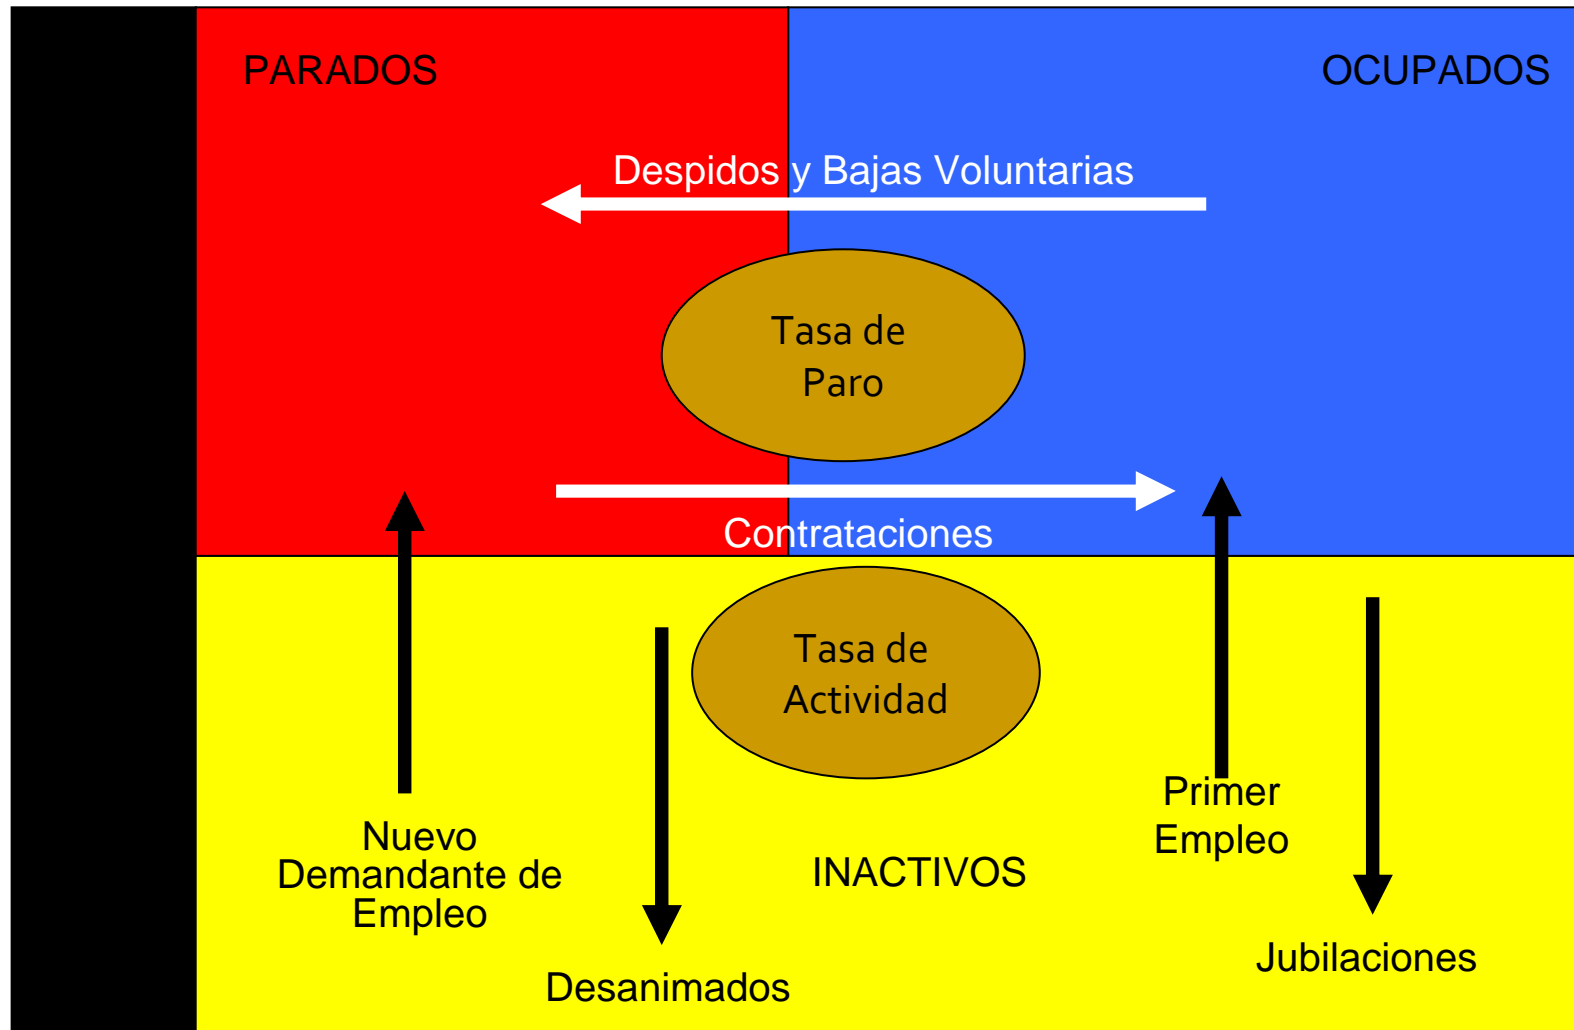 PARADOS
OCUPADOS
Despidos y Bajas Voluntarias
Tasa de
Paro
Contrataciones
Tasa de
Actividad
Nuevo
Demandante de
Empleo
Primer
Empleo
INACTIVOS
Desanimados
Jubilaciones